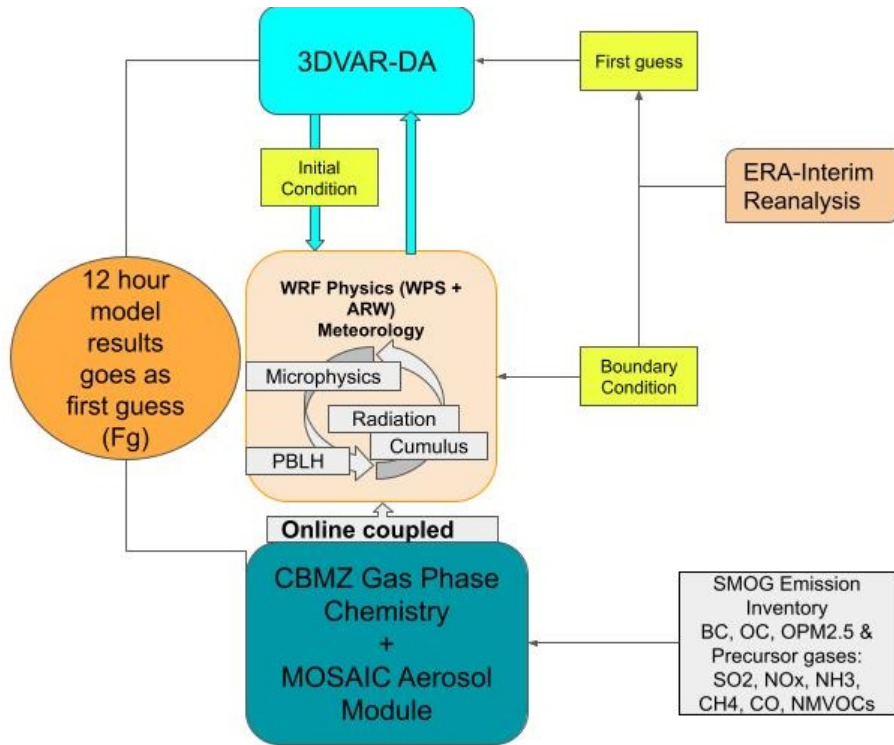 3DVAR-DA
First guess
Initial
Condition
ERA-Interim
Reanalysis
12 hour
model
results
goes as
first guess
(Fg)
WRF Physics (WPS +
ARW)
Meteorology
Microphysics
Radiation
Cumulus
PBLH
Boundary
Condition
Online coupled
CBMZ Gas Phase
Chemistry
+
MOSAIC Aerosol
Module
SMOG Emission
Inventory
BC, OC, OPM2.5 &
Precursor gases:
SO2, NOx, NH3,
CH4, CO, NMVOCs